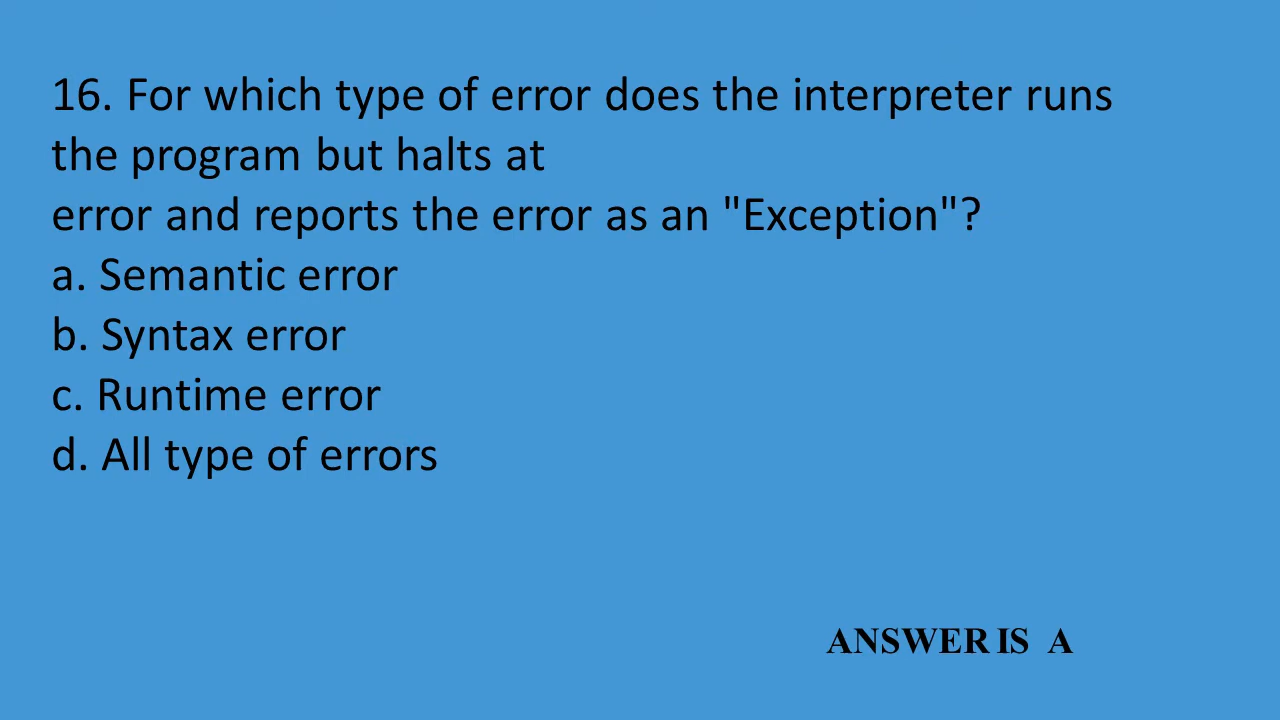 16. For which type of error does the interpreter runs
the program but halts at
error and reports the error as an "Exception"?
a. Semantic error
b. Syntax error
c. Runtime error
d. All type of errors
ANSWER IS A